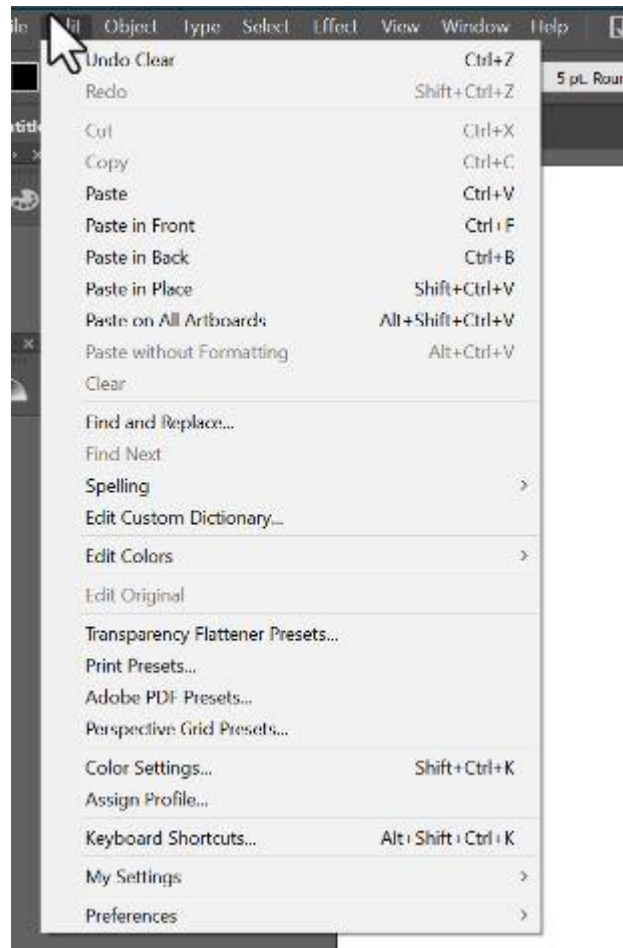 Object Type Select Effect View Window Help
Undo Clear Ctrl+Z
5 pt. Roun
Redo Shift+Ctrl+Z
Cut Ctrl+X
Copy Ctrl+C
Paste Ctrl+V
Paste in Front Ctrl+F
Paste in Back Ctrl+B
Paste in Place Shift+Ctrl+V
Paste on All Artboards Alt+Shift+Ctrl+V
Paste without Formatting Alt+Ctrl+V
Clear
Find and Replace...
Find Next
Spelling >
Edit Custom Dictionary...
Edit Colors >
Edit Original
Transparency Flattener Presets...
Print Presets...
Adobe PDF Presets...
Perspective Grid Presets...
Color Settings... Shift+Ctrl+K
Assign Profile...
Keyboard Shortcuts... Alt+Shift+Ctrl+K
My Settings >
Preferences >